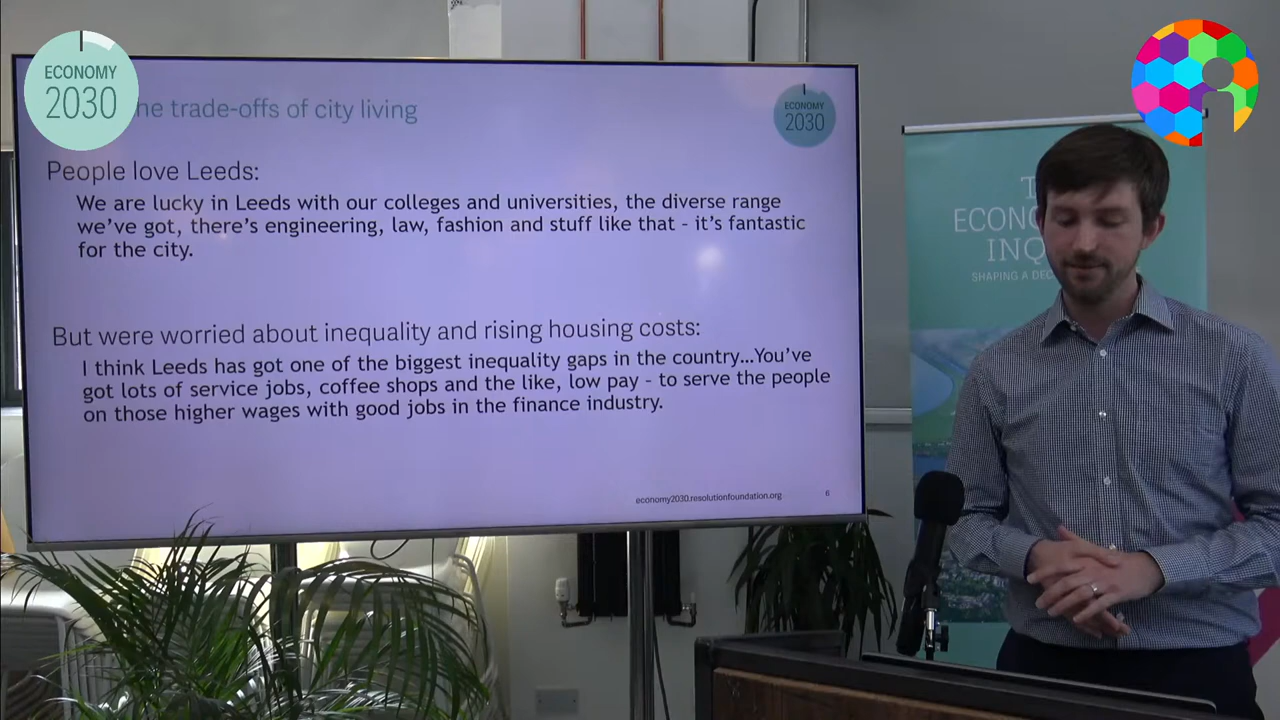 ECONOMY
2030
he trade-offs of city living
ECONOMY
2030
People love Leeds:
We are lucky in Leeds with our colleges and universities, the diverse range
we've got, there's engineering, law, fashion and stuff like that - it's fantastic
for the city.
But were worried about inequality and rising housing costs:
I think Leeds has got one of the biggest inequality gaps in the country...You've
got lots of service jobs, coffee shops and the like, low pay - to serve the people
on those higher wages with good jobs in the finance industry.
economy2030.resolutionfoundation.org
6
T
ECONO
INQ
SHAPING A DEC